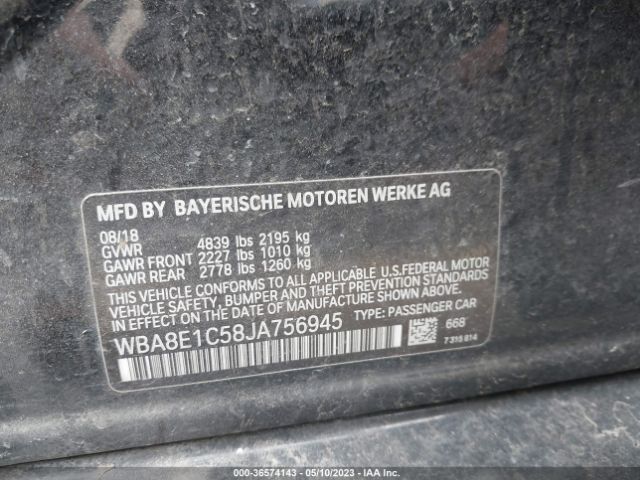 MFD BY BAYERISCHE MOTOREN WERKE AG
08/18
GVWR 4839 lbs 2195 kg
GAWR FRONT 2227 lbs 1010 kg
GAWR REAR 2778 lbs 1260 kg
THIS VEHICLE CONFORMS TO ALL APPLICABLE U.S.FEDERAL MOTOR
VEHICLE SAFETY, BUMPER AND THEFT PREVENTION STANDARDS
IN EFFECT ON THE DATE OF MANUFACTURE SHOWN ABOVE.
WBA8E1C58JA756945 TYPE: PASSENGER CAR
668
7 315 814
000-36574143 - 05/10/2023 - IAA Inc.